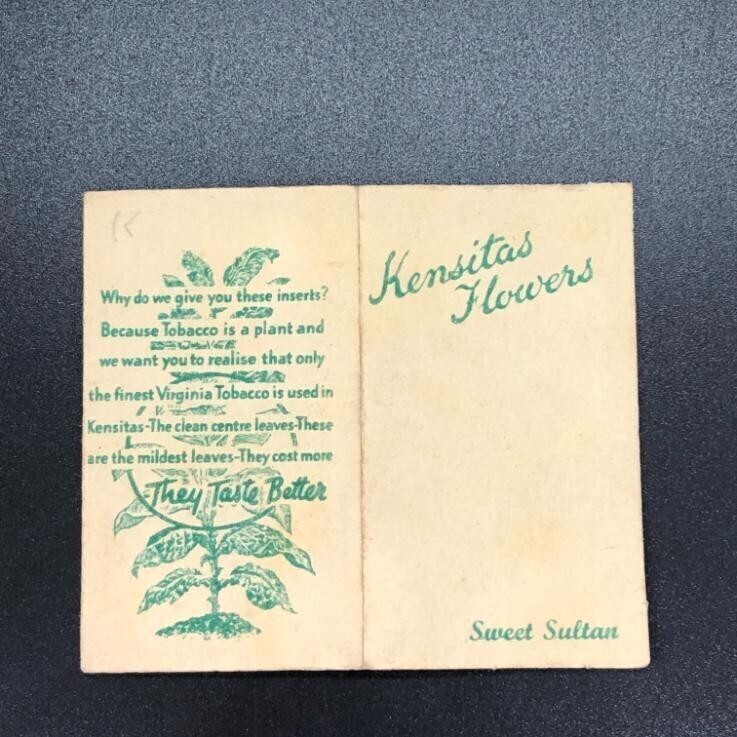 K
Why do we give you these inserts?
Because Tobacco is a plant and
we want you to realise that only
the finest Virginia Tobacco is used in
Kensitas-The clean centre leaves-These
are the mildest leaves-They cost more
-They Taste Better
Kensitas
Flowers
Sweet Sultan